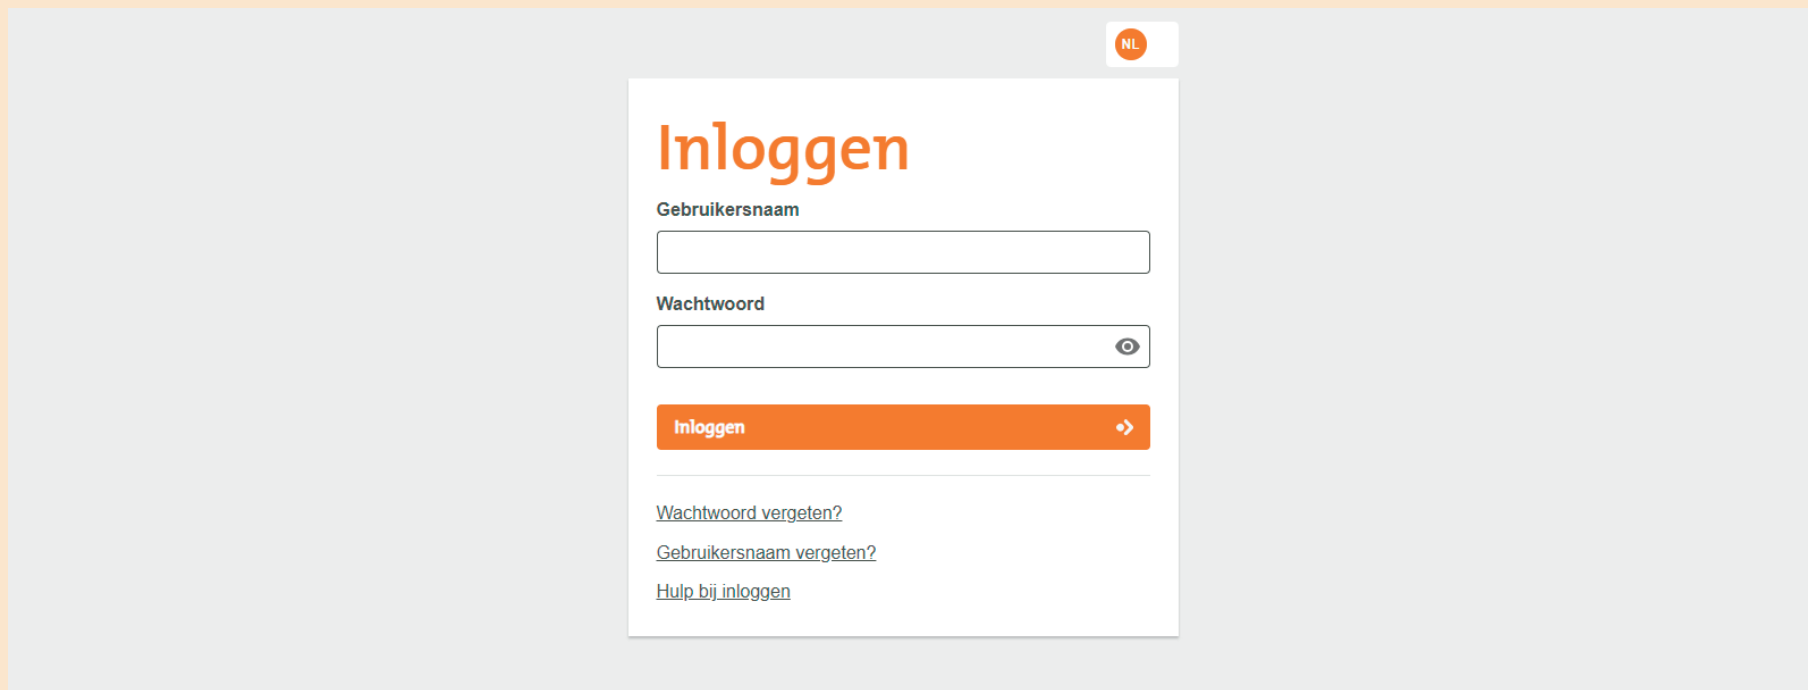 NL
Inloggen
Gebruikersnaam
Wachtwoord
Inloggen
Wachtwoord vergeten?
Gebruikersnaam vergeten?
Hulp bij inloggen